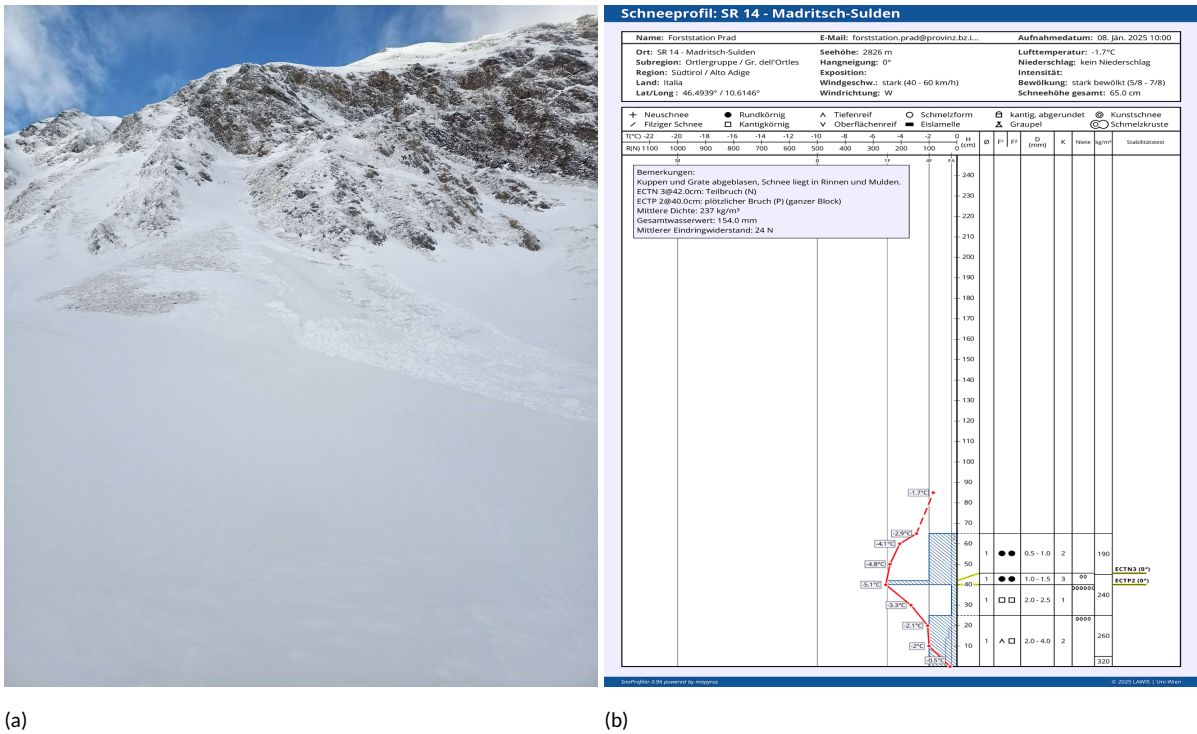 Schneeprofil: SR 14 - Madritsch-Sulden
Name: Forststation Prad E-Mail: forststation.prad@provinz.bz.i... Aufnahmedatum: 08. Jän. 2025 10:00
Ort: SR 14 - Madritsch-Sulden Seehöhe: 2826 m Lufttemperatur: -1.7°C
Subregion: Ortlergruppe / Gr. dell'Ortles Hangneigung: 0° Niederschlag: kein Niederschlag
Region: Südtirol / Alto Adige Exposition: Intensität:
Land: Italia Windgeschw.: stark (40 - 60 km/h) Bewölkung: stark bewölkt (5/8 - 7/8)
Lat/Long : 46.4939° / 10.6146° Windrichtung: W Schneehöhe gesamt: 65.0 cm
Neuschnee Rundkörnig Tiefenreif Schmelzform kantig, abgerundet Kunstschnee
Filziger Schnee Kantigkörnig Oberflächenreif Eislamelle Graupel Schmelzkruste
T(°C) -22 -20 -18 -16 -14 -12 -10 -8 -6 -4 -2 0 H (cm) Ø F¹ F² D (mm) K Niete kg/m³ Stabilitätstest
R(N) 1100 1000 900 800 700 600 500 400 300 200 100 0
Bemerkungen:
Kuppen und Grate abgeblasen, Schnee liegt in Rinnen und Mulden.
ECTN 3@42.0cm: Teilbruch (N)
ECTP 2@40.0cm: plötzlicher Bruch (P) (ganzer Block)
Mittlere Dichte: 237 kg/m³
Gesamtwasserwert: 154.0 mm
Mittlerer Eindringwiderstand: 24 N
240
230
220
210
200
190
180
170
160
150
140
130
120
110
100
90
-1.7°C
80
70
-2.9°C
60
-4.1°C
1 0.5 - 1.0 2 190
-4.8°C 50
ECTN3 (0°)
1 1.0 - 1.5 3 ECTP2 (0°)
-5.1°C 40
240
1 2.0 - 2.5 1
-3.3°C 30
-2.1°C 20
1 2.0 - 4.0 2 260
-2°C 10
-0.5°C 320
SnoProfiler 0.96 powered by mapyrus © 2025 LAWIS | Uni-Wien
(a) (b)